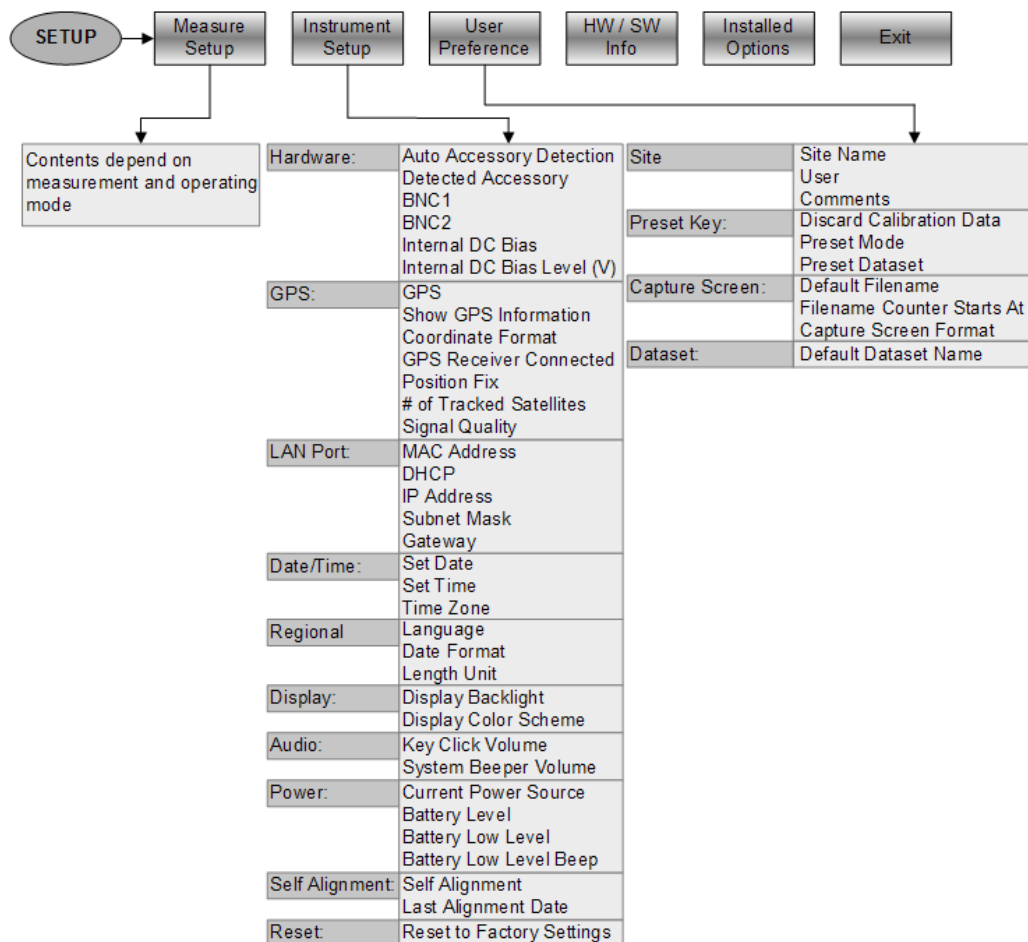 SETUP
Measure
Setup
Instrument
Setup
User
Preference
HW / SW
Info
Installed
Options
Exit
Contents depend on
measurement and operating
mode
Hardware:
Auto Accessory Detection
Detected Accessory
BNC1
BNC2
Internal DC Bias
Internal DC Bias Level (V)
GPS:
GPS
Show GPS Information
Coordinate Format
GPS Receiver Connected
Position Fix
# of Tracked Satellites
Signal Quality
LAN Port:
MAC Address
DHCP
IP Address
Subnet Mask
Gateway
Date/Time:
Set Date
Set Time
Time Zone
Regional
Language
Date Format
Length Unit
Display:
Display Backlight
Display Color Scheme
Audio:
Key Click Volume
System Beeper Volume
Power:
Current Power Source
Battery Level
Battery Low Level
Battery Low Level Beep
Self Alignment:
Self Alignment
Last Alignment Date
Reset:
Reset to Factory Settings
Site
Site Name
User
Comments
Preset Key:
Discard Calibration Data
Preset Mode
Preset Dataset
Capture Screen:
Default Filename
Filename Counter Starts At
Capture Screen Format
Dataset:
Default Dataset Name